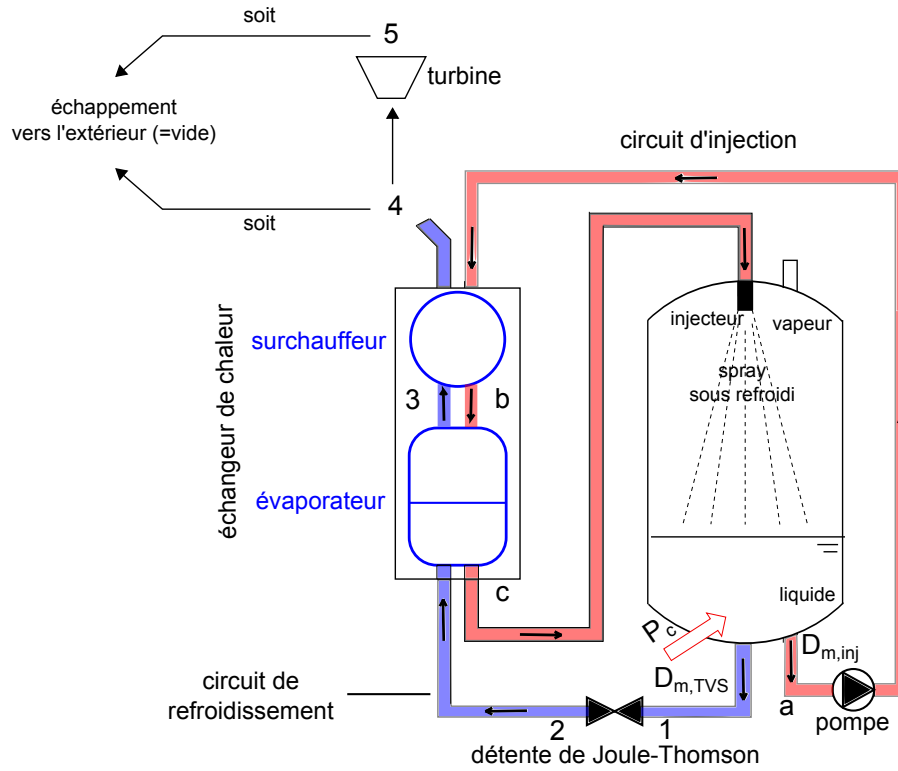 soit
5
turbine
échappement
vers l'extérieur (=vide)
circuit d'injection
4
soit
injecteur
vapeur
surchauffeur
spray
sous refroidi
3
b
échangeur de chaleur
évaporateur
c
liquide
P c
D m,inj
D m,TVS
circuit de
refroidissement
a
pompe
2
1
détente de Joule-Thomson